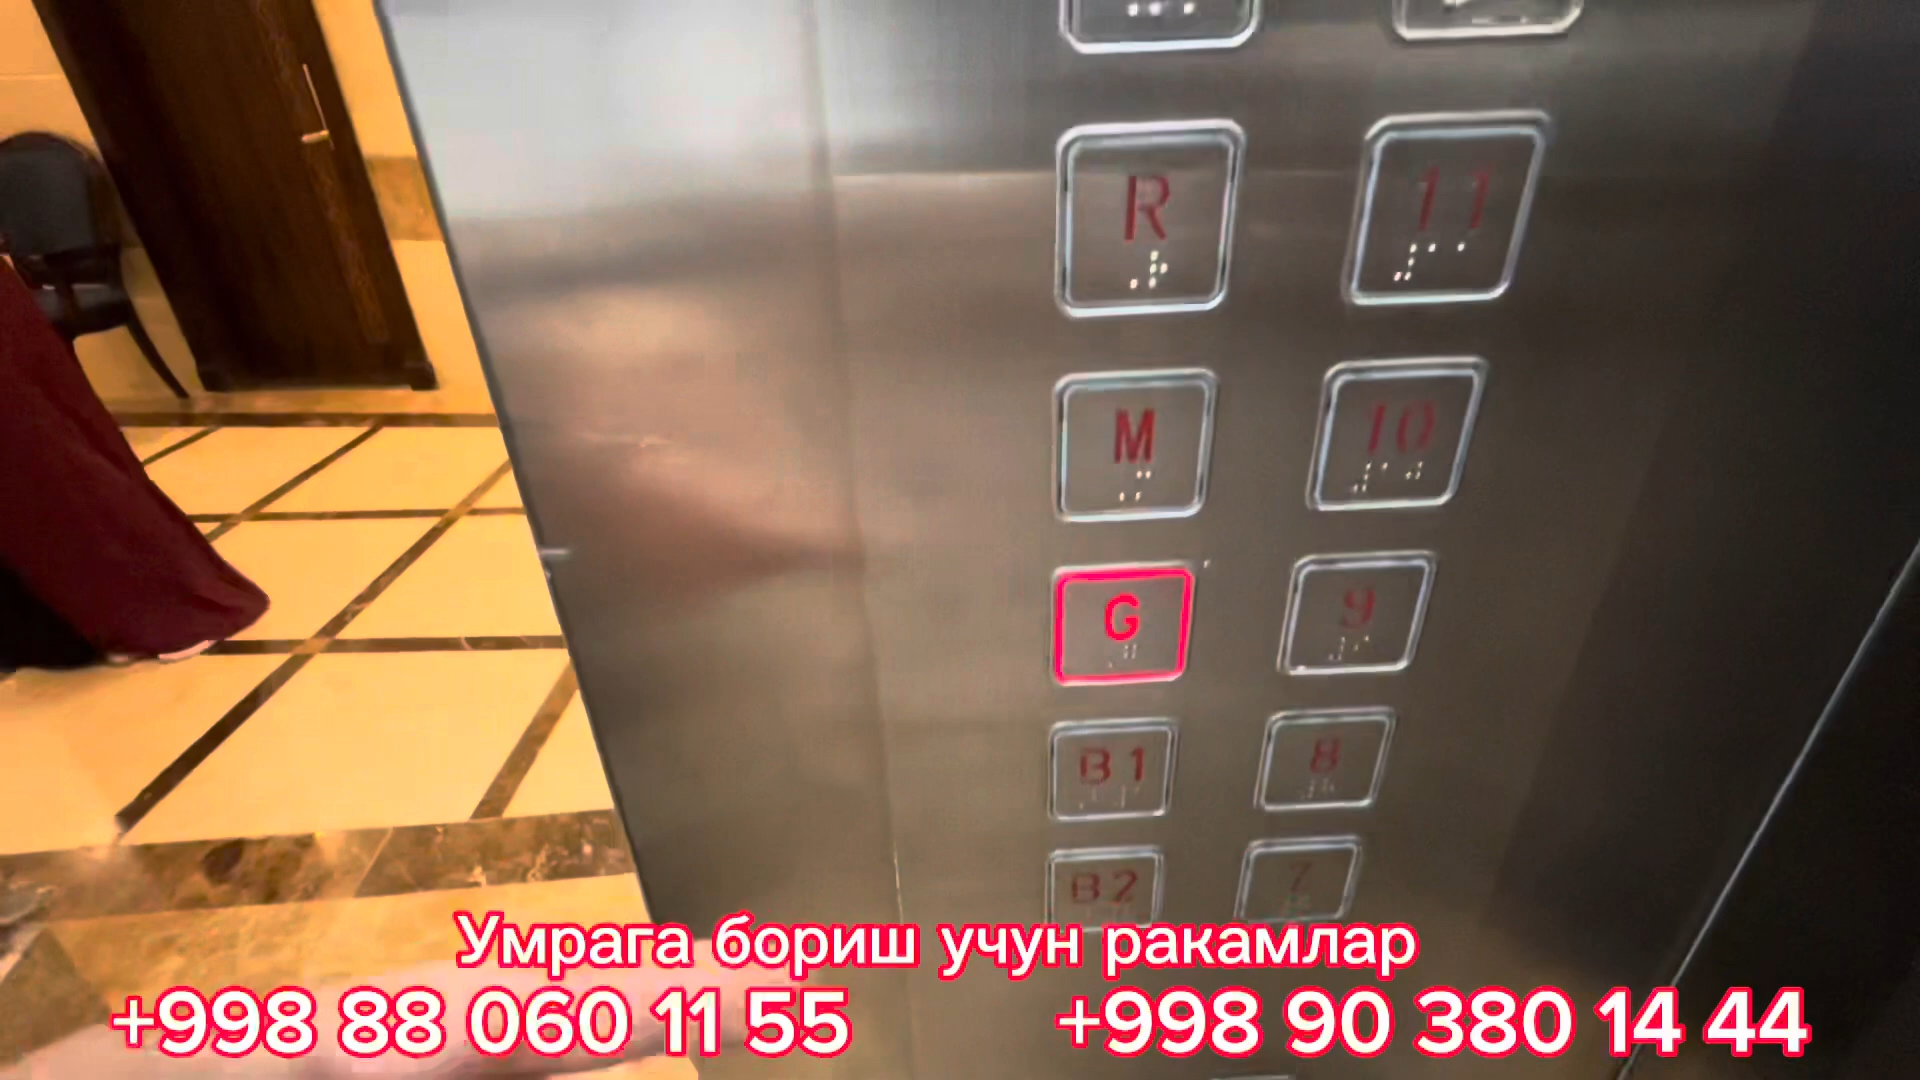 R 11
M 10
G 9
B1 8
B2 7
Умрага бориш учун ракамлар
+998 88 060 11 55 +998 90 380 14 44